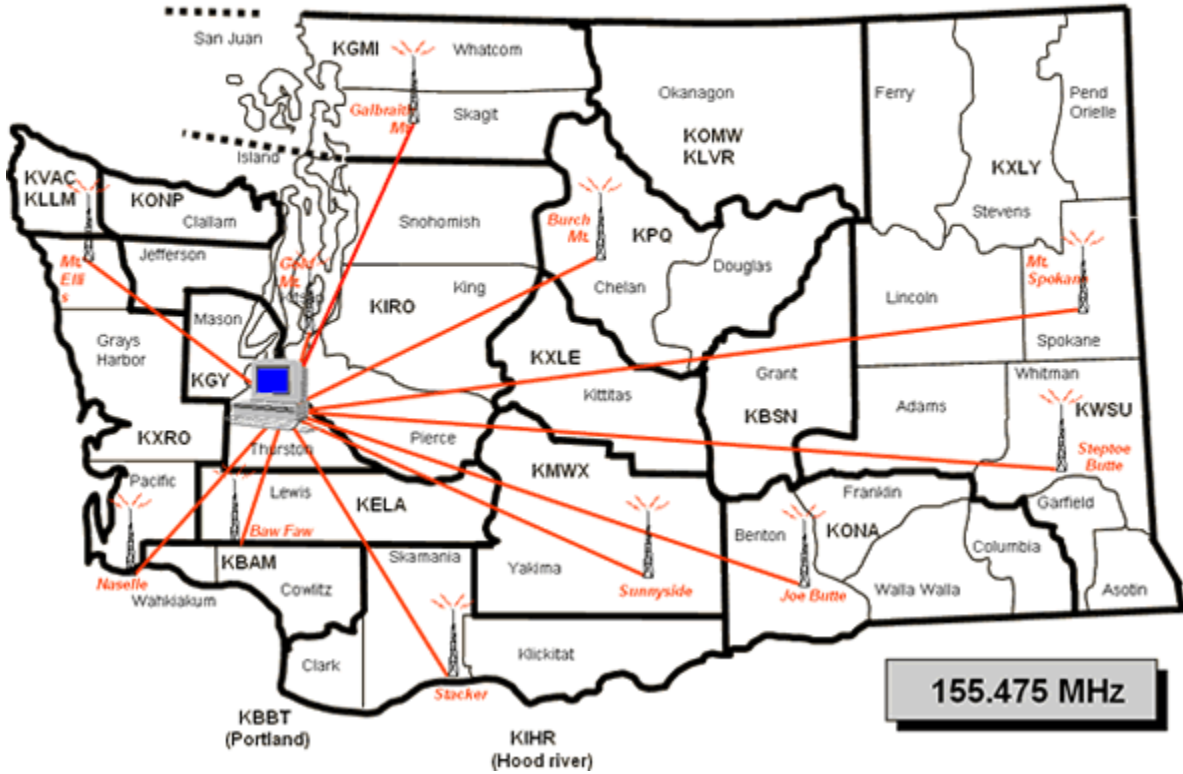 San Juan
KGMI
Whatcom
Galbraith
Mt.
Skagit
Island
Okanagon
KOMW
KLVR
Ferry
Pend
Orielle
KXLY
Stevens
KVAC
KLLM
KONP
Clallam
Jefferson
Mt.
Elli
s
Gold
Mt.
Snohomish
Burch
Mt.
KPQ
Chelan
Douglas
Mt.
Spokane
Lincoln
Spokane
Mason
KIRO
King
Grays
Harbor
KGY
KXLE
Kittitas
Grant
KBSN
Whitman
Adams
KWSU
Steptoe
Butte
KXRO
Thurston
Pierce
KMWX
Pacific
Lewis
KELA
Baw Faw
Franklin
Garfield
Benton
KONA
Columbia
Naselle
KBAM
Skamania
Yakima
Wahkiakum
Cowlitz
Sunnyside
Joe Butte
Walla Walla
Asotin
Clark
Klickitat
Stacker
155.475 MHz
KBBT
(Portland)
KIHR
(Hood river)